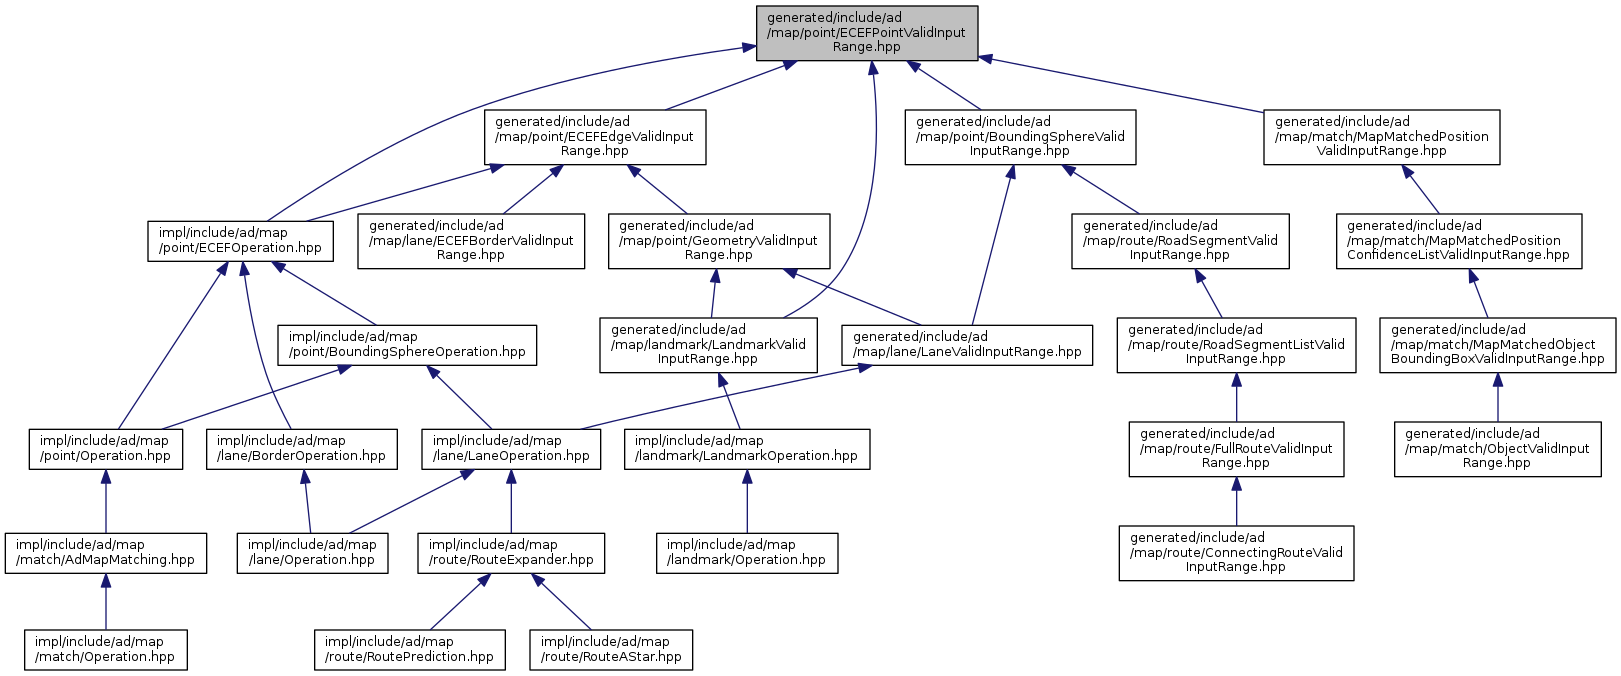 generated/include/ad
/map/point/ECEFPointValidInput
Range.hpp
generated/include/ad
/map/point/ECEFEdgeValidInput
Range.hpp
generated/include/ad
/map/point/BoundingSphereValid
InputRange.hpp
generated/include/ad
/map/match/MapMatchedPosition
ValidInputRange.hpp
impl/include/ad/map
/point/ECEFOperation.hpp
generated/include/ad
/map/lane/ECEFBorderValidInput
Range.hpp
generated/include/ad
/map/point/GeometryValidInput
Range.hpp
generated/include/ad
/map/route/RoadSegmentValid
InputRange.hpp
generated/include/ad
/map/match/MapMatchedPosition
ConfidenceListValidInputRange.hpp
impl/include/ad/map
/point/BoundingSphereOperation.hpp
generated/include/ad
/map/landmark/LandmarkValid
InputRange.hpp
generated/include/ad
/map/lane/LaneValidInputRange.hpp
generated/include/ad
/map/route/RoadSegmentListValid
InputRange.hpp
generated/include/ad
/map/match/MapMatchedObject
BoundingBoxValidInputRange.hpp
impl/include/ad/map
/point/Operation.hpp
impl/include/ad/map
/lane/BorderOperation.hpp
impl/include/ad/map
/lane/LaneOperation.hpp
impl/include/ad/map
/landmark/LandmarkOperation.hpp
generated/include/ad
/map/route/FullRouteValidInput
Range.hpp
generated/include/ad
/map/match/ObjectValidInput
Range.hpp
impl/include/ad/map
/match/AdMapMatching.hpp
impl/include/ad/map
/lane/Operation.hpp
impl/include/ad/map
/route/RouteExpander.hpp
impl/include/ad/map
/landmark/Operation.hpp
generated/include/ad
/map/route/ConnectingRouteValid
InputRange.hpp
impl/include/ad/map
/match/Operation.hpp
impl/include/ad/map
/route/RoutePrediction.hpp
impl/include/ad/map
/route/RouteAStar.hpp